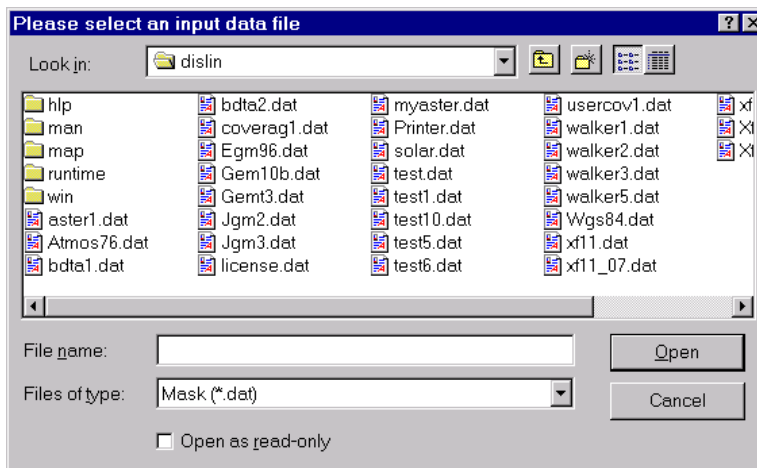 Please select an input data file
Look in: dislin
hlp bdta2.dat myaster.dat usercov1.dat xf
man coverag1.dat Printer.dat walker1.dat Xf
map Egm96.dat solar.dat walker2.dat Xf
runtime Gem10b.dat test.dat walker3.dat
win Gemt3.dat test1.dat walker5.dat
aster1.dat Jgm2.dat test10.dat Wgs84.dat
Atmos76.dat Jgm3.dat test5.dat xf11.dat
bdta1.dat license.dat test6.dat xf11_07.dat
File name: Open
Files of type: Mask (*.dat) Cancel
Open as read-only